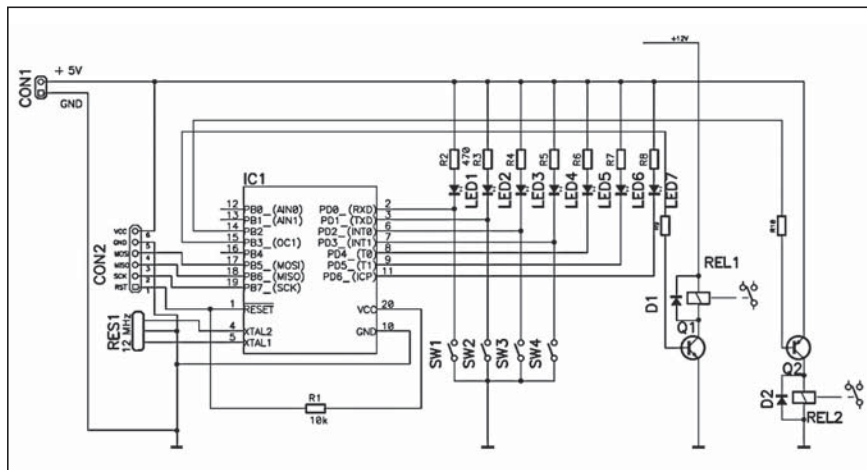 +12V
CON1
+ 5V
GND
R2
470
R3
R4
R5
R6
R7
R8
LED1
LED2
LED3
LED4
LED5
LED6
LED7
IC1
12 PB0_(AIN0) PD0_(RXD) 2
13 PB1_(AIN1) PD1_(TXD) 3
14 PB2 PD2_(INT0) 6
15 PB3_(OC1) PD3_(INT1) 7
16 PB4 PD4_(T0) 8
17 PB5_(MOSI) PD5_(T1) 9
18 PB6_(MISO) PD6_(ICP) 11
19 PB7_(SCK)
1 RESET VCC 20
4 XTAL2 GND 10
5 XTAL1
CON2
VCC 6
GND 5
MOSI 4
MISO 3
SCK 2
RST 1
RES1
12 MHz
R1
10k
SW1
SW2
SW3
SW4
R10
REL1
D1
Q1
Q2
D2
REL2